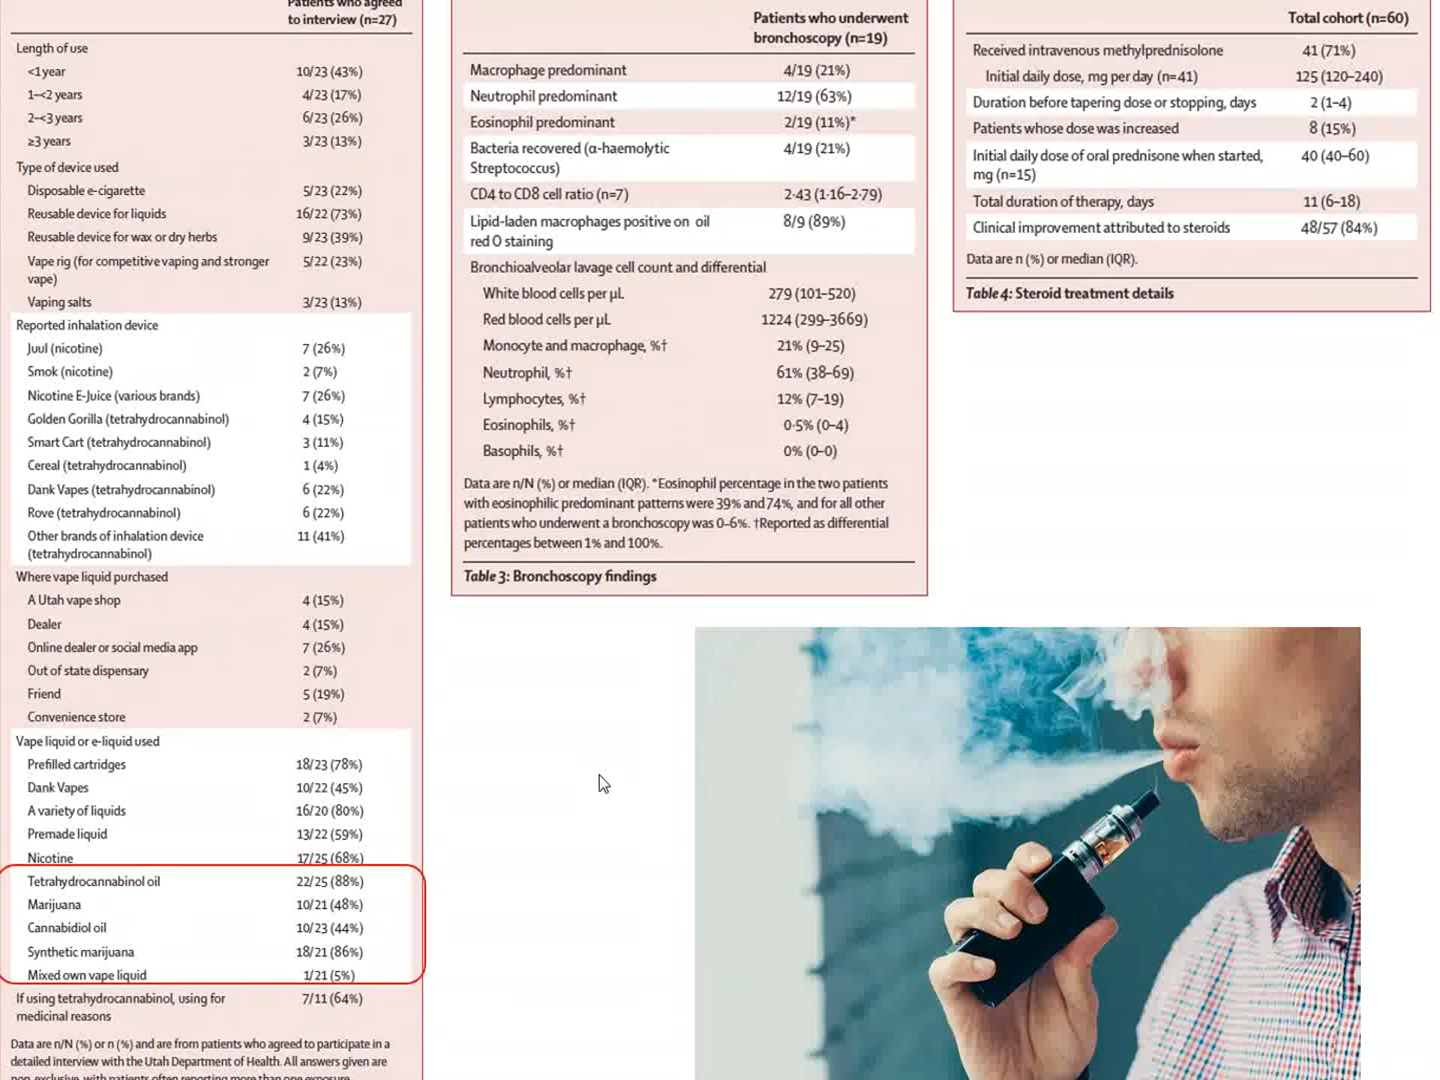 Patients who agreed
to interview (n=27)
Length of use
<1 year 10/23 (43%)
1–<2 years 4/23 (17%)
2–<3 years 6/23 (26%)
≥3 years 3/23 (13%)
Type of device used
Disposable e-cigarette 5/23 (22%)
Reusable device for liquids 16/22 (73%)
Reusable device for wax or dry herbs 9/23 (39%)
Vape rig (for competitive vaping and stronger 5/22 (23%)
vape)
Vaping salts 3/23 (13%)
Reported inhalation device
Juul (nicotine) 7 (26%)
Smok (nicotine) 2 (7%)
Nicotine E-Juice (various brands) 7 (26%)
Golden Gorilla (tetrahydrocannabinol) 4 (15%)
Smart Cart (tetrahydrocannabinol) 3 (11%)
Cereal (tetrahydrocannabinol) 1 (4%)
Dank Vapes (tetrahydrocannabinol) 6 (22%)
Rove (tetrahydrocannabinol) 6 (22%)
Other brands of inhalation device 11 (41%)
(tetrahydrocannabinol)
Where vape liquid purchased
A Utah vape shop 4 (15%)
Dealer 4 (15%)
Online dealer or social media app 7 (26%)
Out of state dispensary 2 (7%)
Friend 5 (19%)
Convenience store 2 (7%)
Vape liquid or e-liquid used
Prefilled cartridges 18/23 (78%)
Dank Vapes 10/22 (45%)
A variety of liquids 16/20 (80%)
Premade liquid 13/22 (59%)
Nicotine 17/25 (68%)
Tetrahydrocannabinol oil 22/25 (88%)
Marijuana 10/21 (48%)
Cannabidiol oil 10/23 (44%)
Synthetic marijuana 18/21 (86%)
Mixed own vape liquid 1/21 (5%)
If using tetrahydrocannabinol, using for 7/11 (64%)
medicinal reasons
Data are n/N (%) or n (%) and are from patients who agreed to participate in a
detailed interview with the Utah Department of Health. All answers given are
non-exclusive, with patients often reporting more than one exposure.
Patients who underwent
bronchoscopy (n=19)
Macrophage predominant 4/19 (21%)
Neutrophil predominant 12/19 (63%)
Eosinophil predominant 2/19 (11%)*
Bacteria recovered (α-haemolytic 4/19 (21%)
Streptococcus)
CD4 to CD8 cell ratio (n=7) 2·43 (1·16–2·79)
Lipid-laden macrophages positive on oil 8/9 (89%)
red O staining
Bronchioalveolar lavage cell count and differential
White blood cells per μL 279 (101–520)
Red blood cells per μL 1224 (299–3669)
Monocyte and macrophage, %† 21% (9–25)
Neutrophil, %† 61% (38–69)
Lymphocytes, %† 12% (7–19)
Eosinophils, %† 0·5% (0–4)
Basophils, %† 0% (0–0)
Data are n/N (%) or median (IQR). *Eosinophil percentage in the two patients
with eosinophilic predominant patterns were 39% and 74%, and for all other
patients who underwent a bronchoscopy was 0–6%. †Reported as differential
percentages between 1% and 100%.
Table 3: Bronchoscopy findings
Total cohort (n=60)
Received intravenous methylprednisolone 41 (71%)
Initial daily dose, mg per day (n=41) 125 (120–240)
Duration before tapering dose or stopping, days 2 (1–4)
Patients whose dose was increased 8 (15%)
Initial daily dose of oral prednisone when started, 40 (40–60)
mg (n=15)
Total duration of therapy, days 11 (6–18)
Clinical improvement attributed to steroids 48/57 (84%)
Data are n (%) or median (IQR).
Table 4: Steroid treatment details